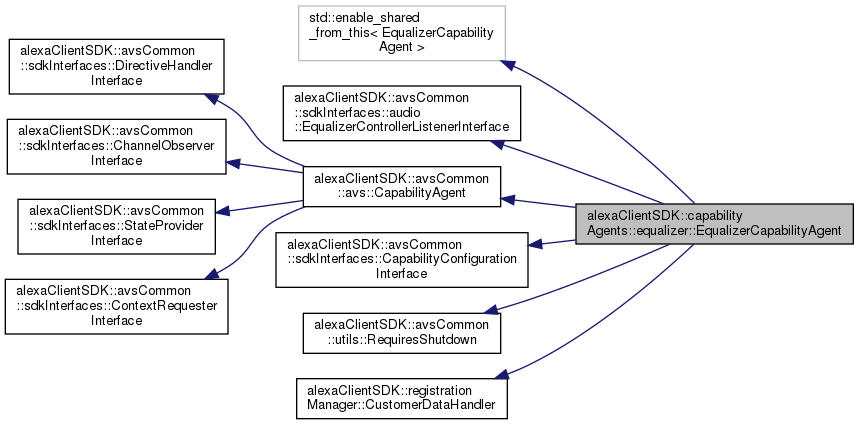 std::enable_shared
_from_this< EqualizerCapability
Agent >
alexaClientSDK::avsCommon
::sdkInterfaces::DirectiveHandler
Interface
alexaClientSDK::avsCommon
::sdkInterfaces::audio
::EqualizerControllerListenerInterface
alexaClientSDK::avsCommon
::sdkInterfaces::ChannelObserver
Interface
alexaClientSDK::avsCommon
::avs::CapabilityAgent
alexaClientSDK::avsCommon
::sdkInterfaces::StateProvider
Interface
alexaClientSDK::capability
Agents::equalizer::EqualizerCapabilityAgent
alexaClientSDK::avsCommon
::sdkInterfaces::CapabilityConfiguration
Interface
alexaClientSDK::avsCommon
::sdkInterfaces::ContextRequester
Interface
alexaClientSDK::avsCommon
::utils::RequiresShutdown
alexaClientSDK::registration
Manager::CustomerDataHandler